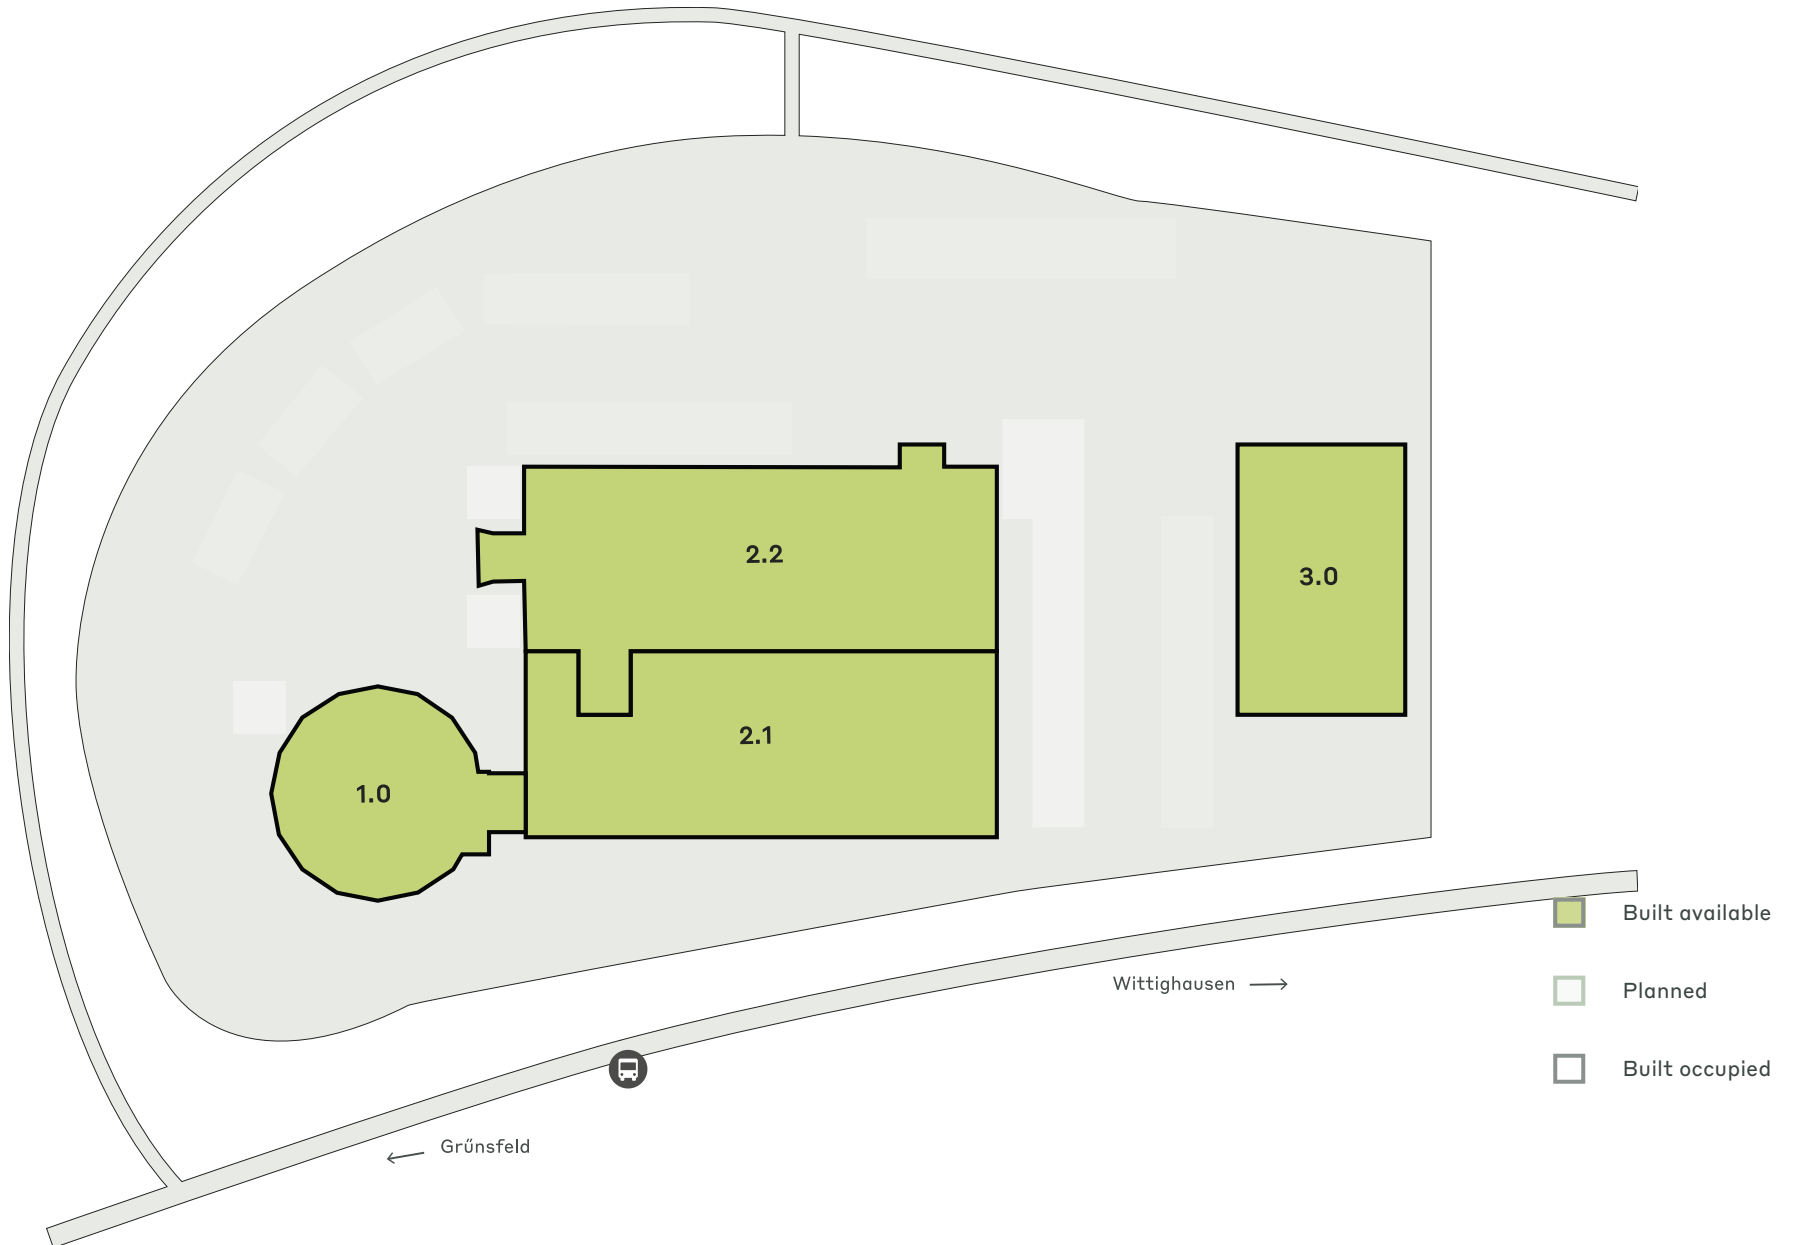 2.2
3.0
2.1
1.0
Built available
Wittighausen
Planned
Built occupied
Grűnsfeld